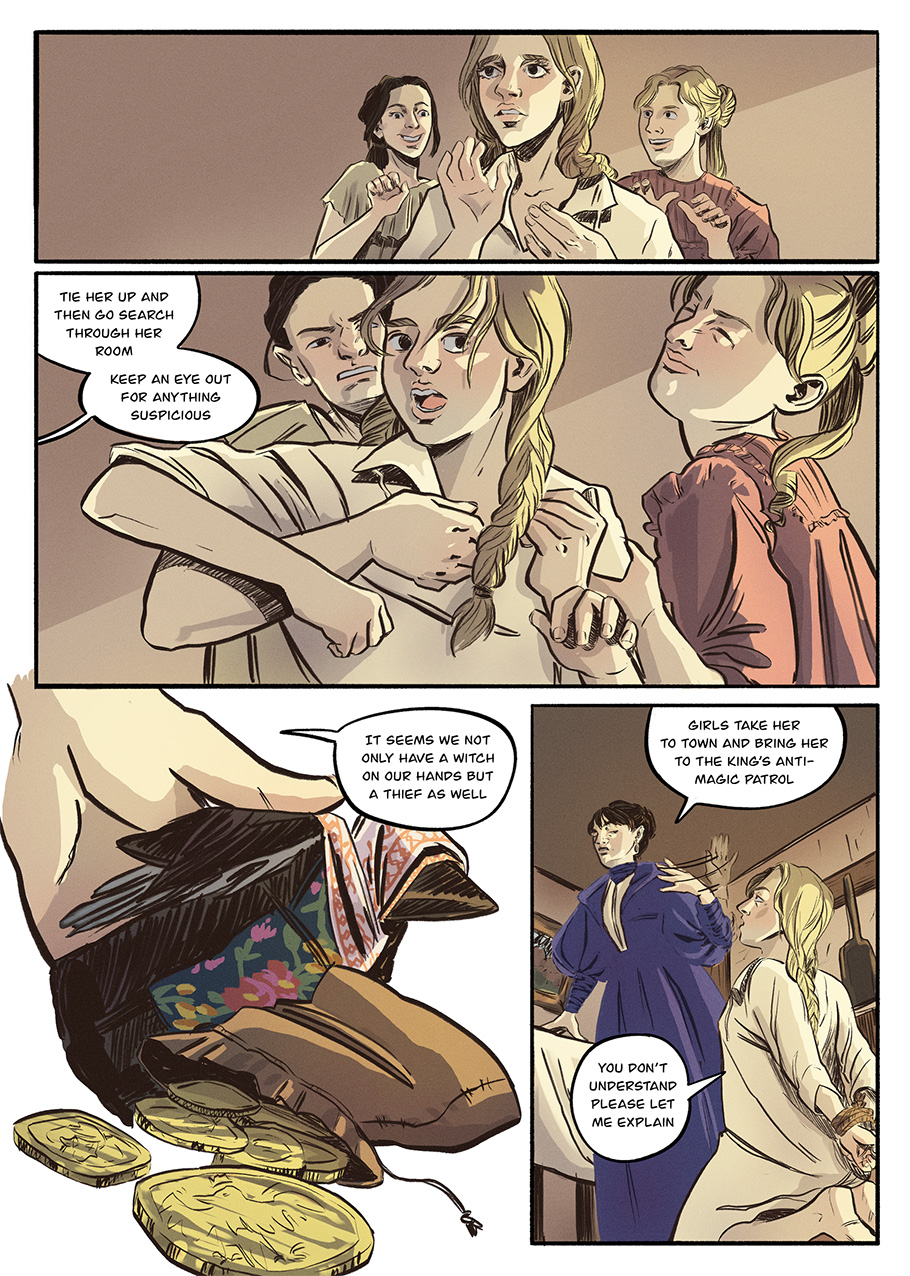 TIE HER UP AND
THEN GO SEARCH
THROUGH HER
ROOM
KEEP AN EYE OUT
FOR ANYTHING
SUSPICIOUS
IT SEEMS WE NOT
ONLY HAVE A WITCH
ON OUR HANDS BUT
A THIEF AS WELL
GIRLS TAKE HER
TO TOWN AND BRING HER
TO THE KING'S ANTI-
MAGIC PATROL
YOU DON'T
UNDERSTAND
PLEASE LET
ME EXPLAIN